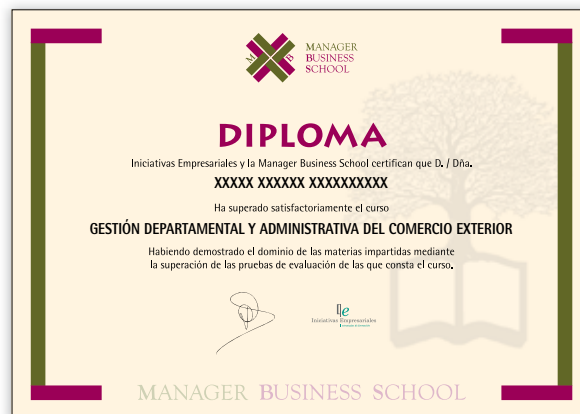 M B
MANAGER
BUSINESS
SCHOOL
DIPLOMA
Iniciativas Empresariales y la Manager Business School certifican que D. / Dña.
XXXXX XXXXXX XXXXXXXXXX
Ha superado satisfactoriamente el curso
GESTIÓN DEPARTAMENTAL Y ADMINISTRATIVA DEL COMERCIO EXTERIOR
Habiendo demostrado el dominio de las materias impartidas mediante
la superación de las pruebas de evaluación de las que consta el curso.
Iniciativas Empresariales
MANAGER BUSINESS SCHOOL